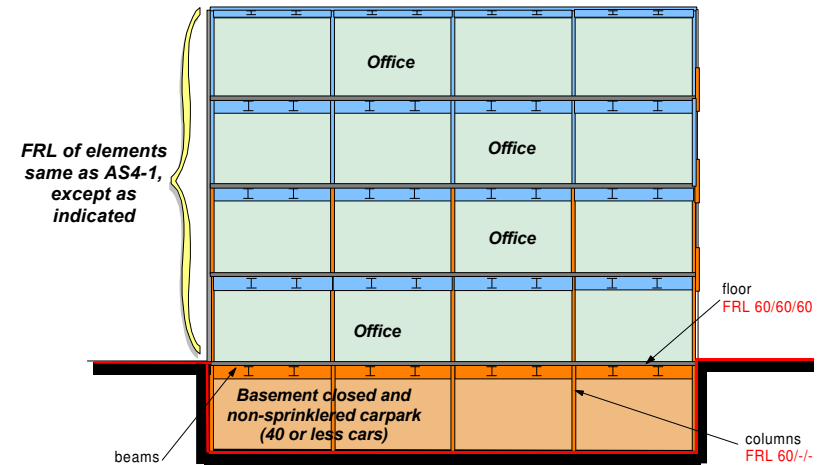 Office
FRL of elements
same as AS4-1,
except as
indicated
Office
Office
floor
FRL 60/60/60
Office
Basement closed and
non-sprinklered carpark
(40 or less cars)
beams
columns
FRL 60/-/-